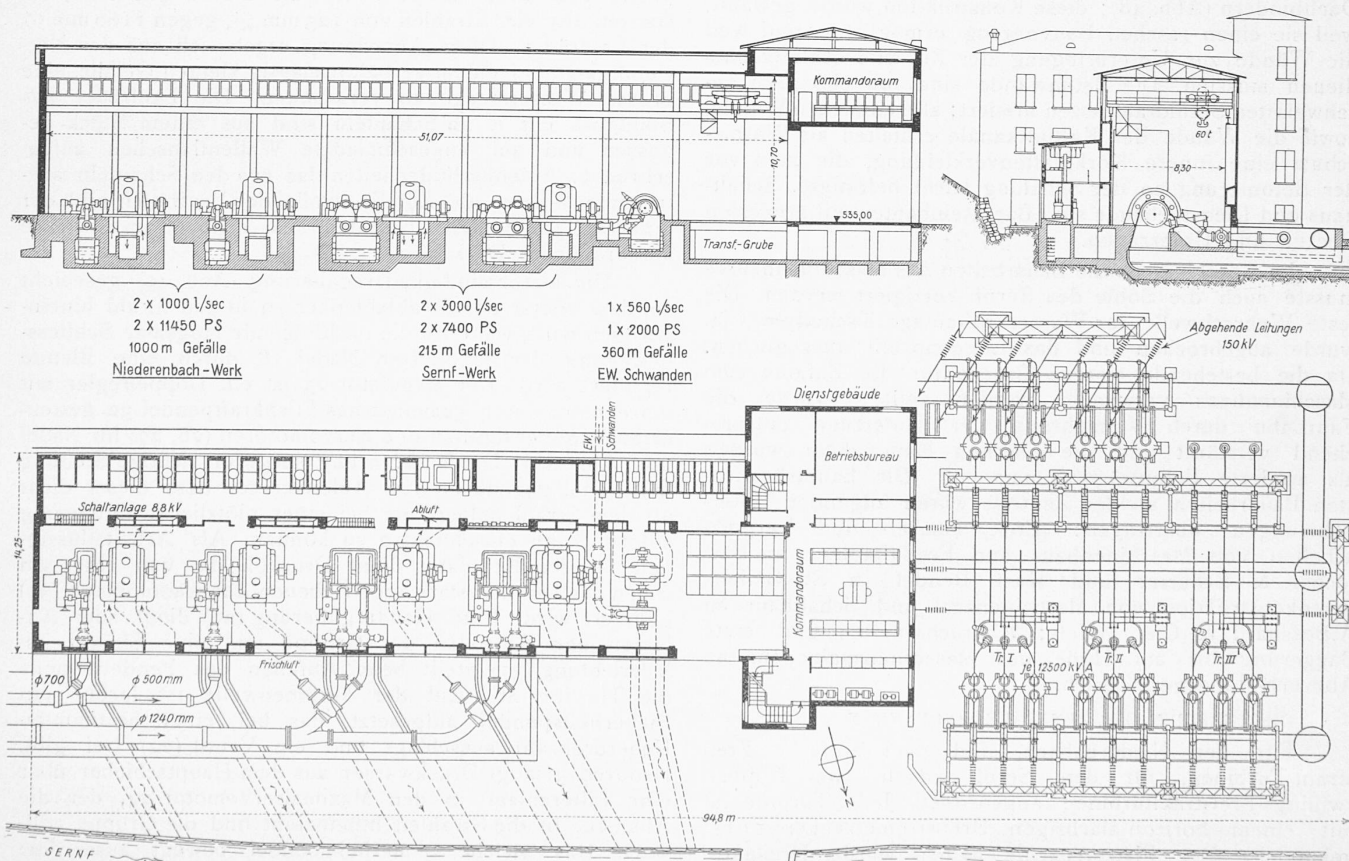 Kommandoraum
51,07
10,70
60 t
8,30
535,00
Transf.-Grube
2 x 1000 l/sec
2 x 11450 PS
1000 m Gefälle
Niederenbach-Werk
2 x 3000 l/sec
2 x 7400 PS
215 m Gefälle
Sernf-Werk
1 x 560 l/sec
1 x 2000 PS
360 m Gefälle
EW. Schwanden
Abgehende Leitungen
150 kV
Dienstgebäude
EW.
Schwanden
Betriebsbureau
Schaltanlage 8,8 kV
Abluft
14,25
Kommandoraum
Tr. I
Tr. II
Tr. III
je 12500 kVA
Frischluft
φ 700
φ 500 mm
φ 1240 mm
N
94,8 m
SERNF